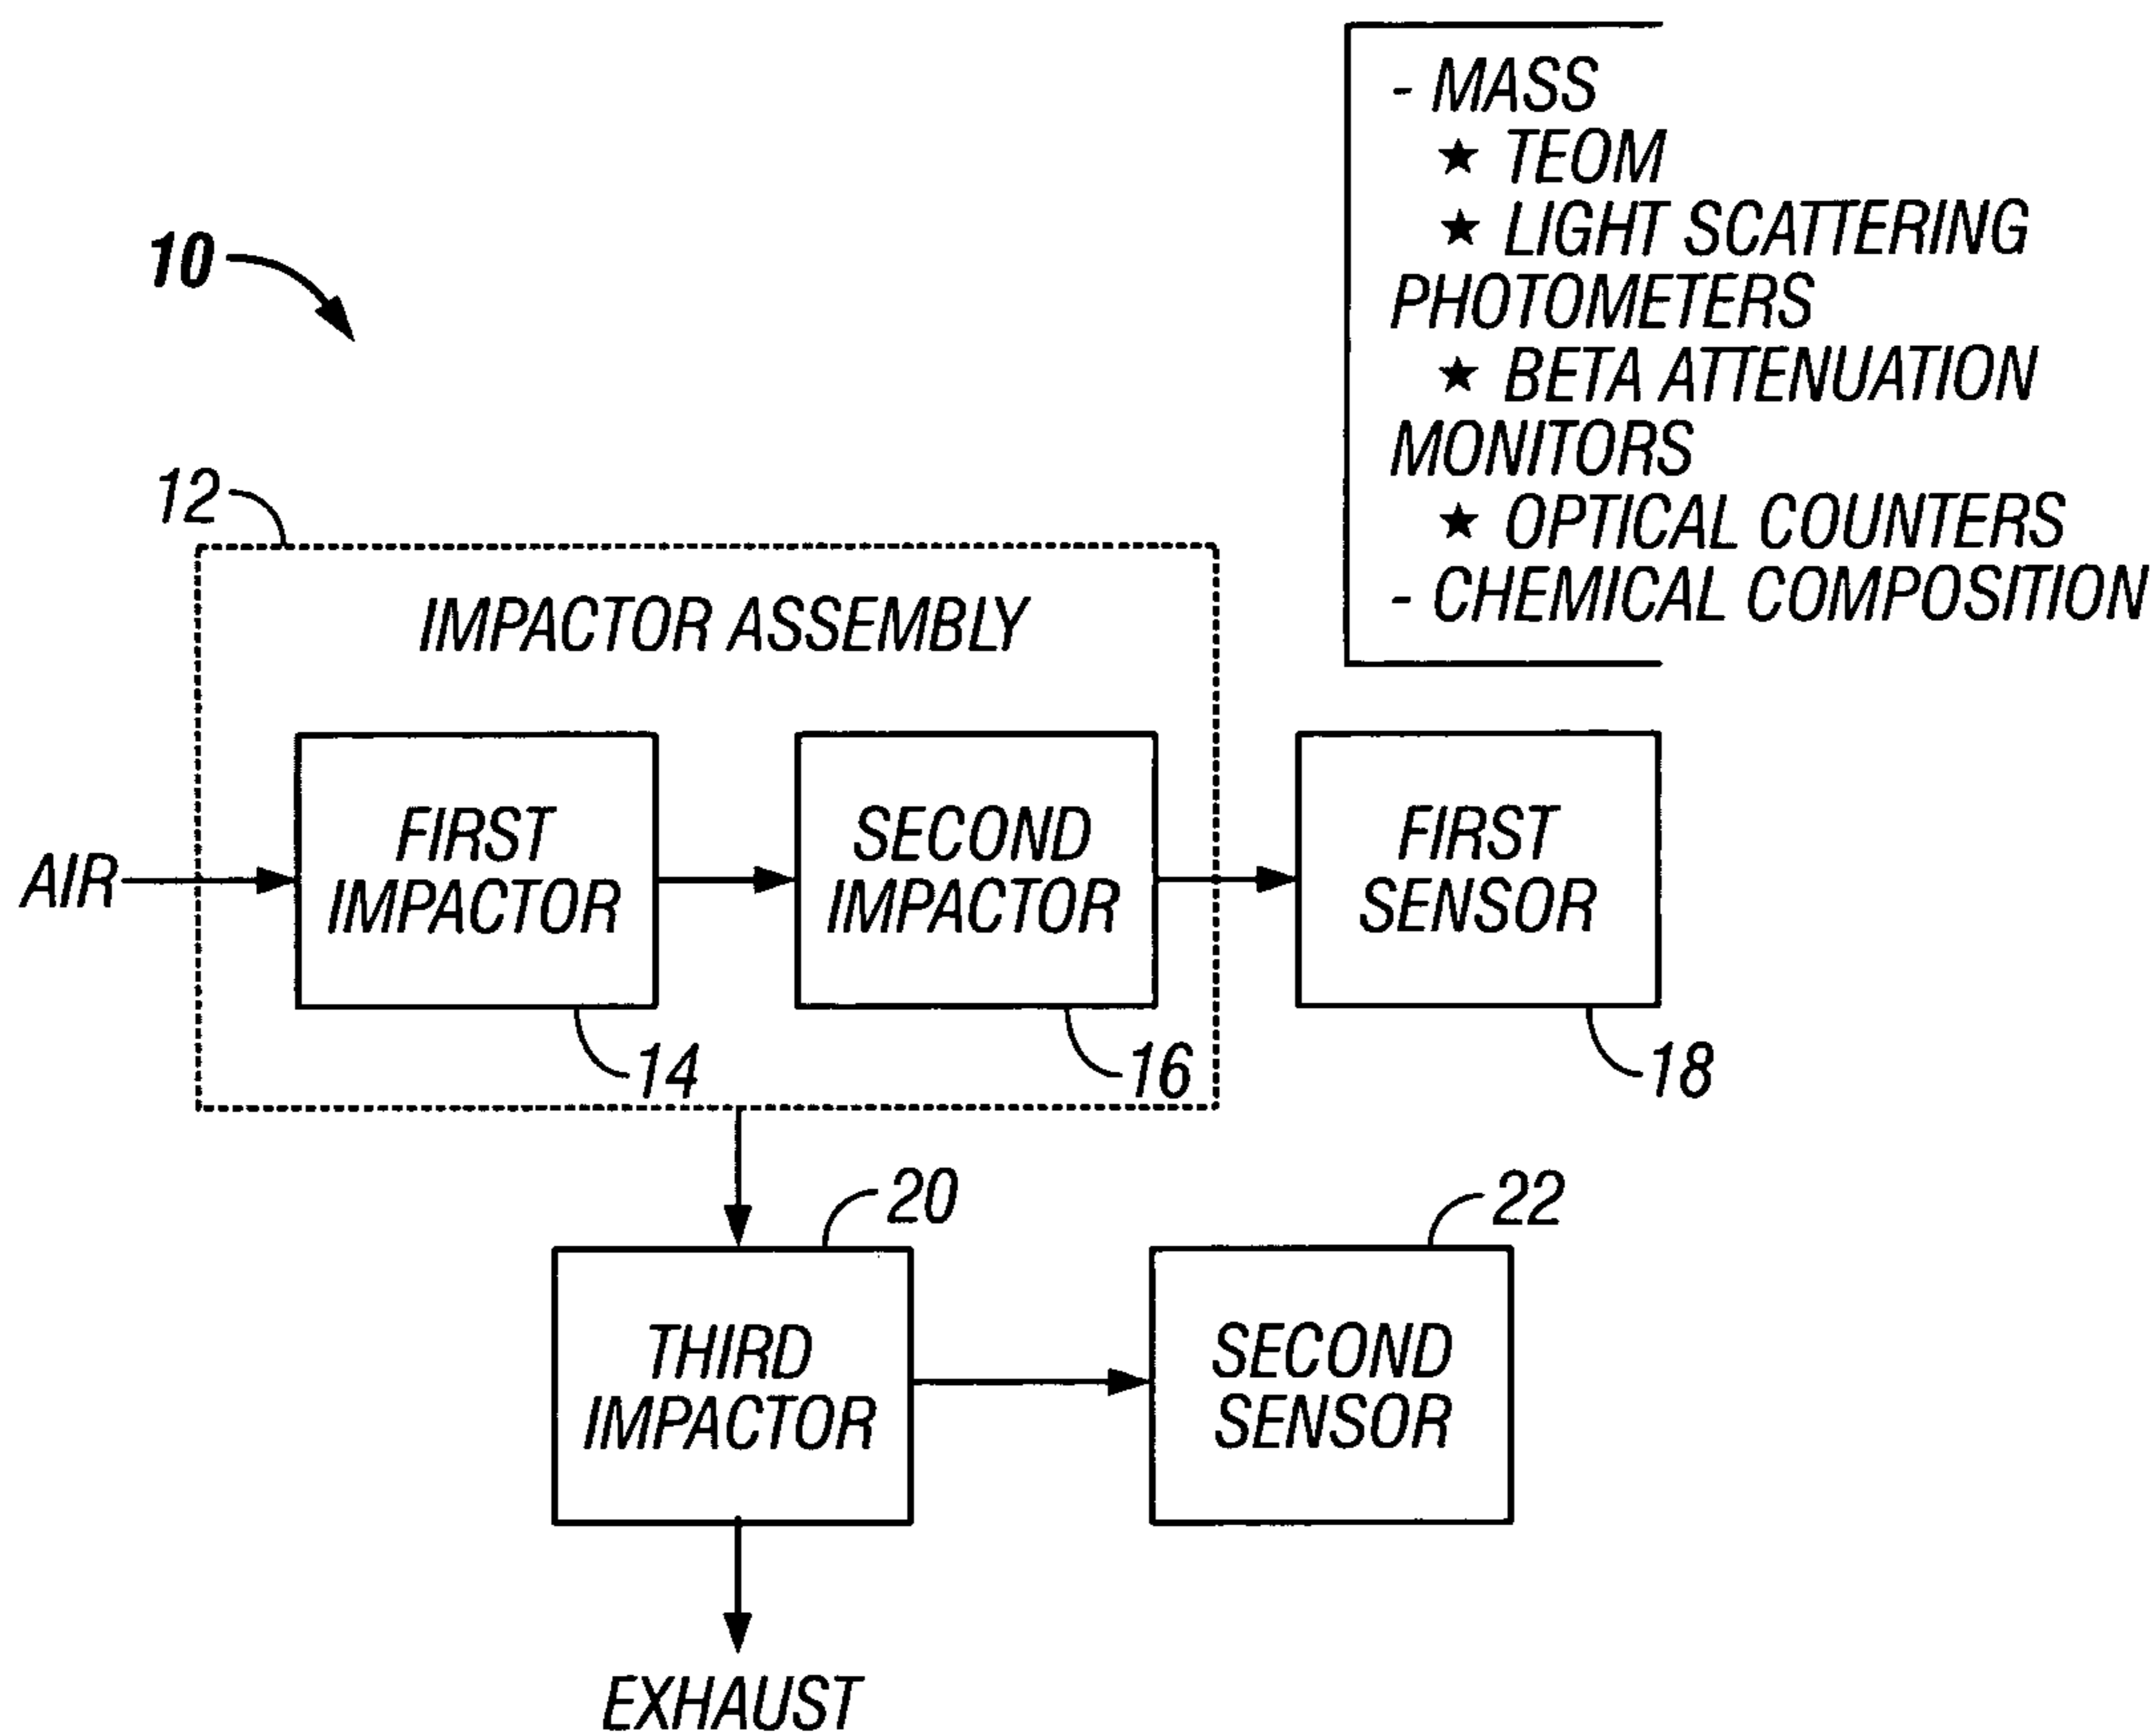 - MASS
★ TEOM
★ LIGHT SCATTERING
PHOTOMETERS
★ BETA ATTENUATION
MONITORS
★ OPTICAL COUNTERS
- CHEMICAL COMPOSITION
10
12
IMPACTOR ASSEMBLY
AIR
FIRST
IMPACTOR
14
SECOND
IMPACTOR
16
FIRST
SENSOR
18
THIRD
IMPACTOR
20
SECOND
SENSOR
22
EXHAUST